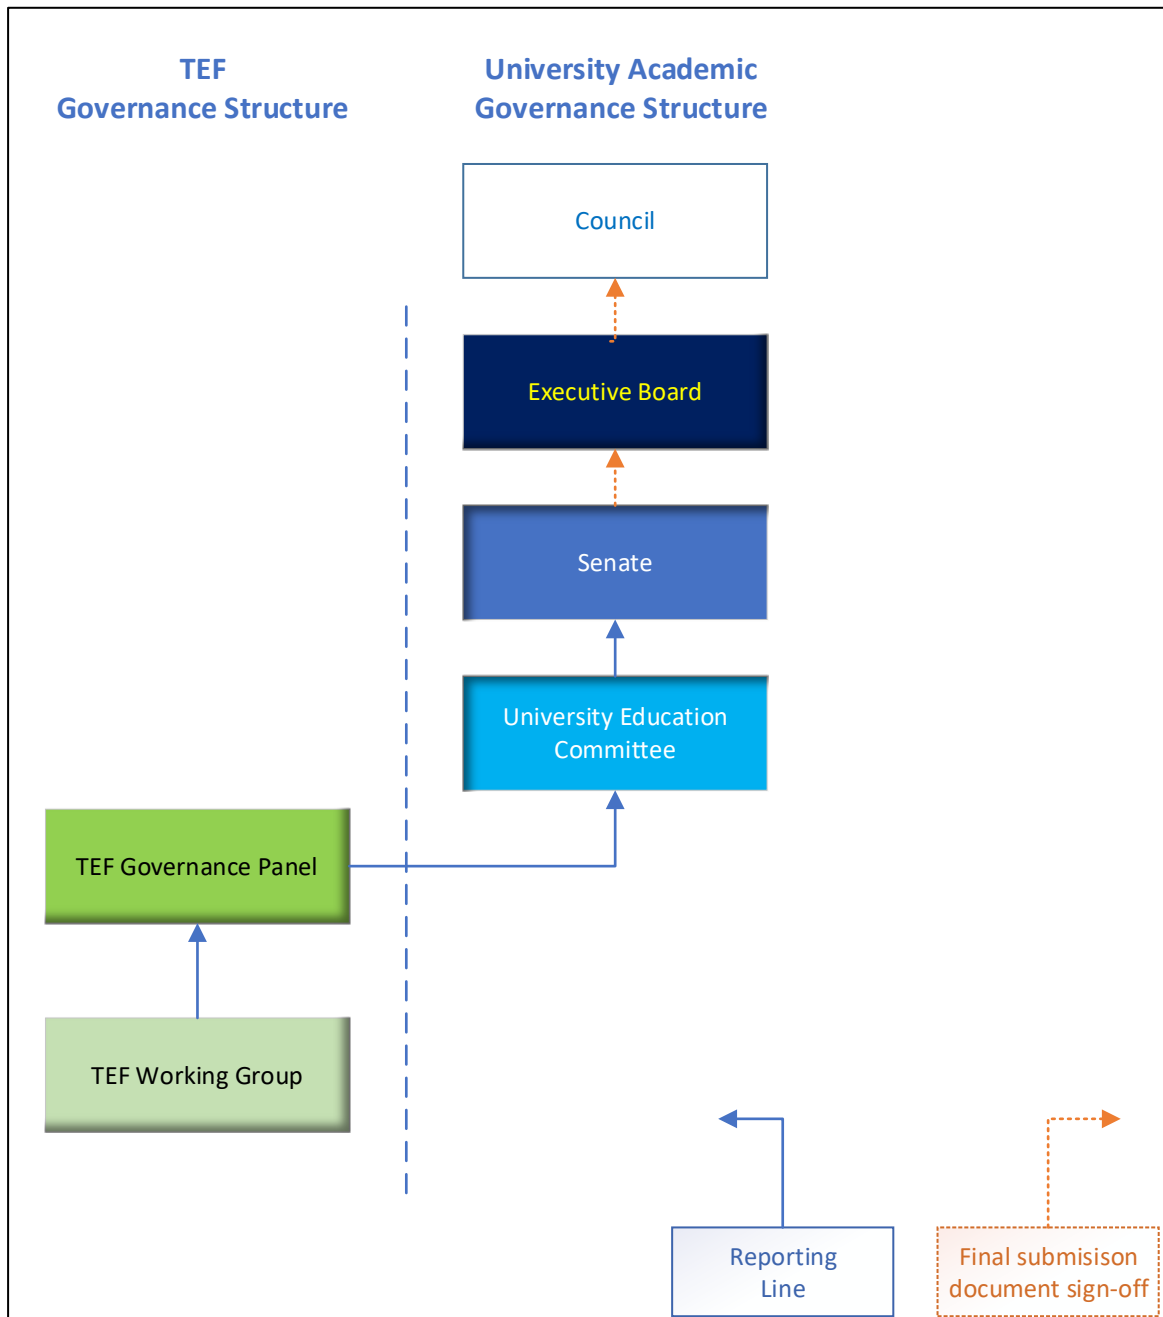 TEF
Governance Structure
University Academic
Governance Structure
Council
Executive Board
Senate
University Education
Committee
TEF Governance Panel
TEF Working Group
Reporting
Line
Final submisison
document sign-off